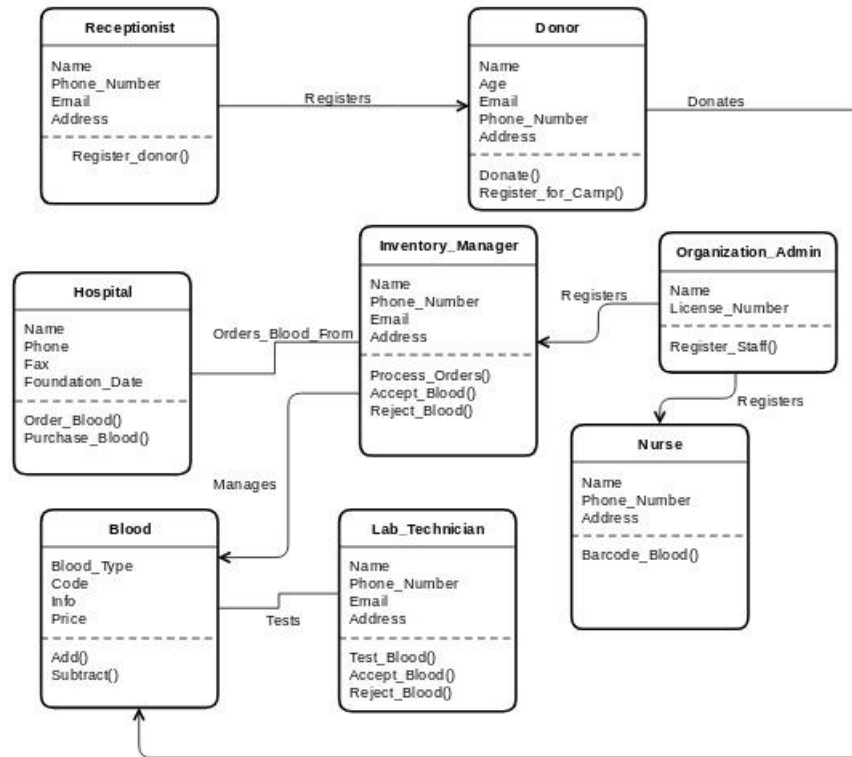 Receptionist
Name
Phone_Number
Email
Address
Register_donor()
Registers
Donor
Name
Age
Email
Phone_Number
Address
Donate()
Register_for_Camp()
Donates
Hospital
Name
Phone
Fax
Foundation_Date
Order_Blood()
Purchase_Blood()
Orders_Blood_From
Inventory_Manager
Name
Phone_Number
Email
Address
Process_Orders()
Accept_Blood()
Reject_Blood()
Registers
Organization_Admin
Name
License_Number
Register_Staff()
Registers
Manages
Nurse
Name
Phone_Number
Address
Barcode_Blood()
Blood
Blood_Type
Code
Info
Price
Add()
Subtract()
Tests
Lab_Technician
Name
Phone_Number
Email
Address
Test_Blood()
Accept_Blood()
Reject_Blood()